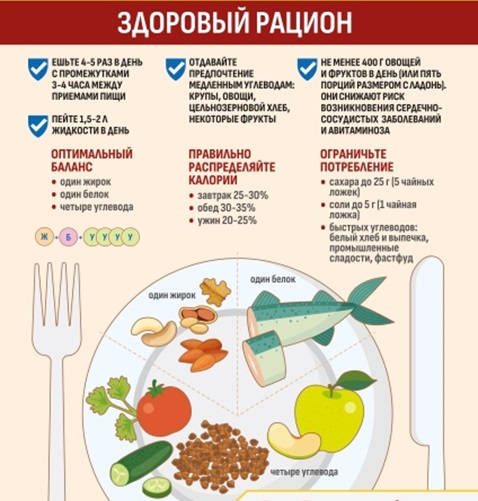 ЗДОРОВЫЙ РАЦИОН
ЕШЬТЕ 4-5 РАЗ В ДЕНЬ
С ПРОМЕЖУТКАМИ
3-4 ЧАСА МЕЖДУ
ПРИЕМАМИ ПИЩИ
ПЕЙТЕ 1,5-2 Л
ЖИДКОСТИ В ДЕНЬ
ОТДАВАЙТЕ
ПРЕДПОЧТЕНИЕ
МЕДЛЕННЫМ УГЛЕВОДАМ:
КРУПЫ, ОВОЩИ,
ЦЕЛЬНОЗЕРНОВОЙ ХЛЕБ,
НЕКОТОРЫЕ ФРУКТЫ
НЕ МЕНЕЕ 400 Г ОВОЩЕЙ
И ФРУКТОВ В ДЕНЬ (ИЛИ ПЯТЬ
ПОРЦИЙ РАЗМЕРОМ С ЛАДОНЬ).
ОНИ СНИЖАЮТ РИСК
ВОЗНИКНОВЕНИЯ СЕРДЕЧНО-
СОСУДИСТЫХ ЗАБОЛЕВАНИЙ
И АВИТАМИНОЗА
ОПТИМАЛЬНЫЙ
БАЛАНС
• один жирок
• один белок
• четыре углевода
Ж + Б + У У У У
ПРАВИЛЬНО
РАСПРЕДЕЛЯЙТЕ
КАЛОРИИ
• завтрак 25-30%
• обед 30-35%
• ужин 20-25%
ОГРАНИЧЬТЕ
ПОТРЕБЛЕНИЕ
• сахара до 25 г (5 чайных
ложек)
• соли до 5 г (1 чайная
ложка)
• быстрых углеводов:
белый хлеб и выпечка,
промышленные
сладости, фастфуд
один жирок
один белок
четыре углевода